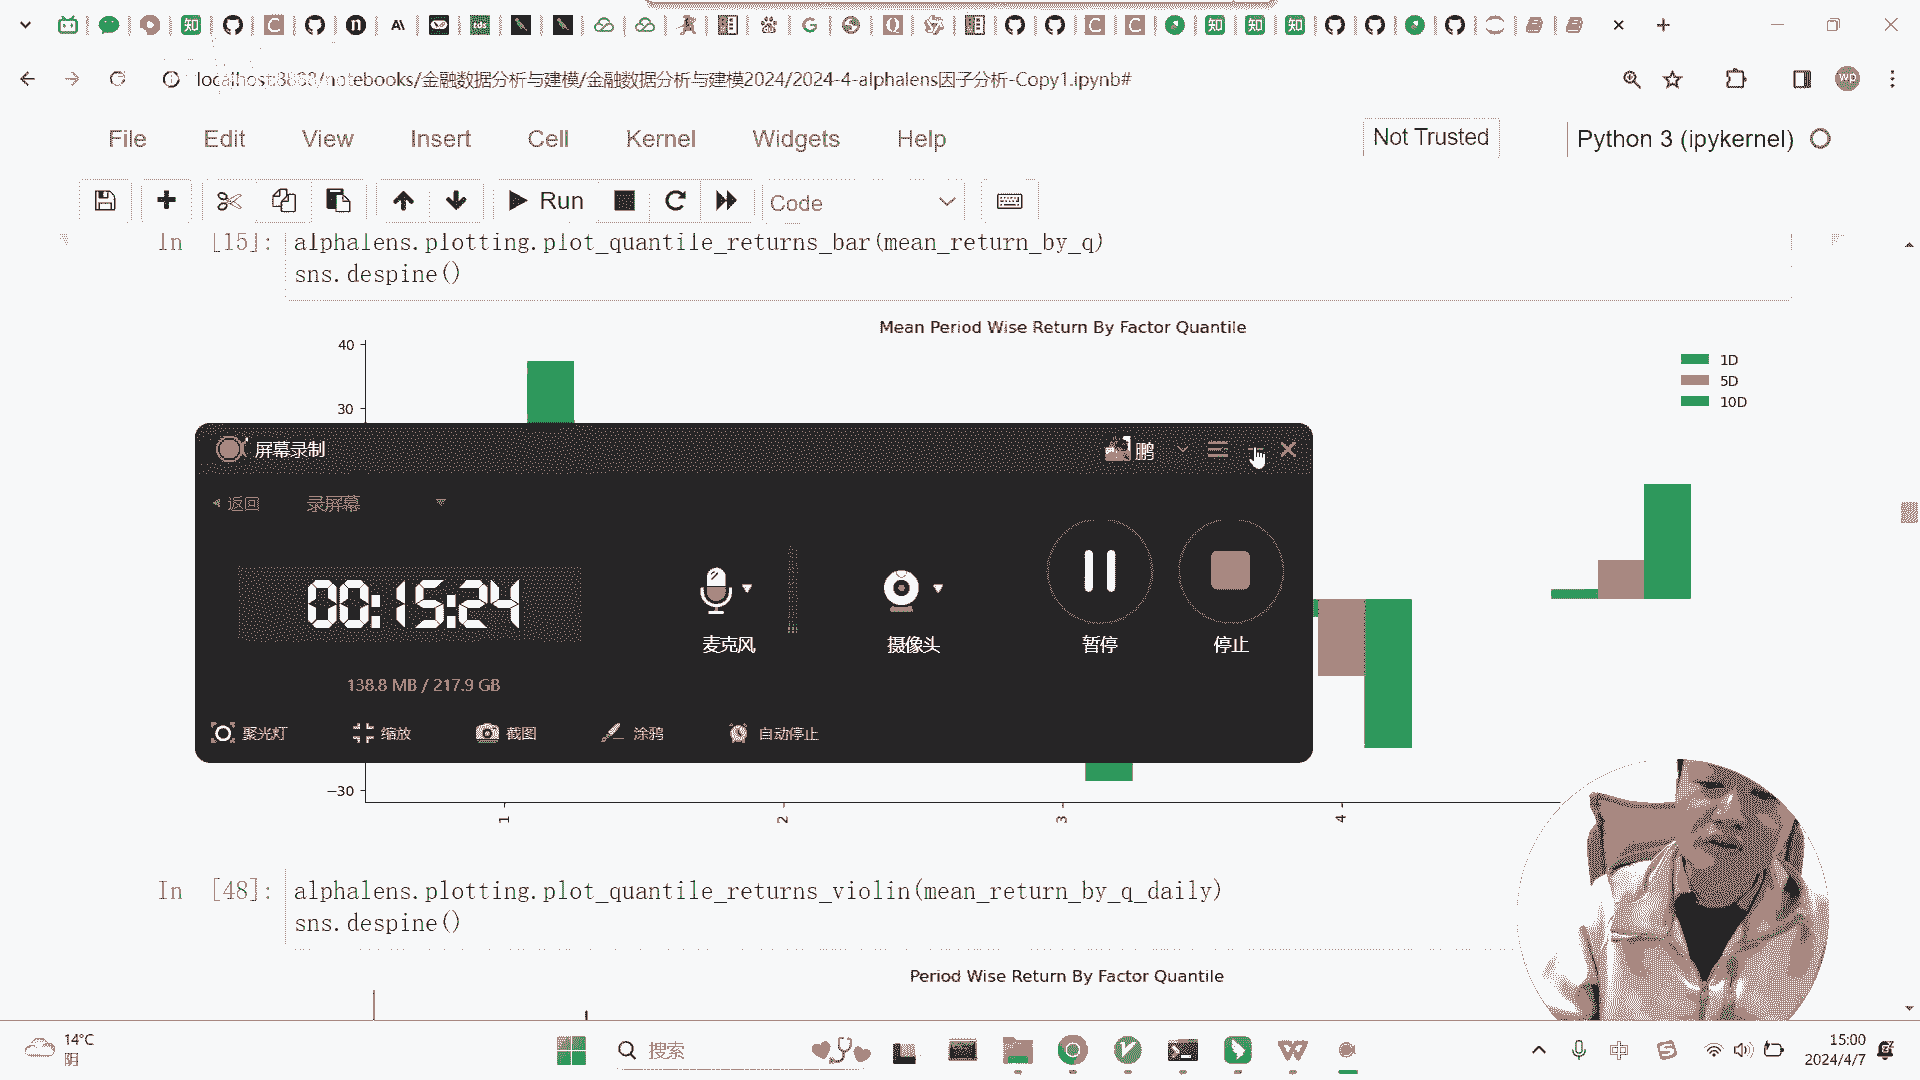 localhost:8888/notebooks/金融数据分析与建模/金融数据分析与建模2024/2024-4-alphalens因子分析-Copy1.ipynb#
wp
File Edit View Insert Cell Kernel Widgets Help
Not Trusted
Python 3 (ipykernel)
Run
Code
In [15]: alphalens.plotting.plot_quantile_returns_bar(mean_return_by_q)
sns.despine()
Mean Period Wise Return By Factor Quantile
40
30
1D
5D
10D
屏幕录制
鹏
返回
录屏幕
00:15:24
麦克风
摄像头
暂停
停止
138.8 MB / 217.9 GB
聚光灯
缩放
截图
涂鸦
自动停止
−30
1
2
3
4
In [48]: alphalens.plotting.plot_quantile_returns_violin(mean_return_by_q_daily)
sns.despine()
Period Wise Return By Factor Quantile
14°C
阴
搜索
中
15:00
2024/4/7